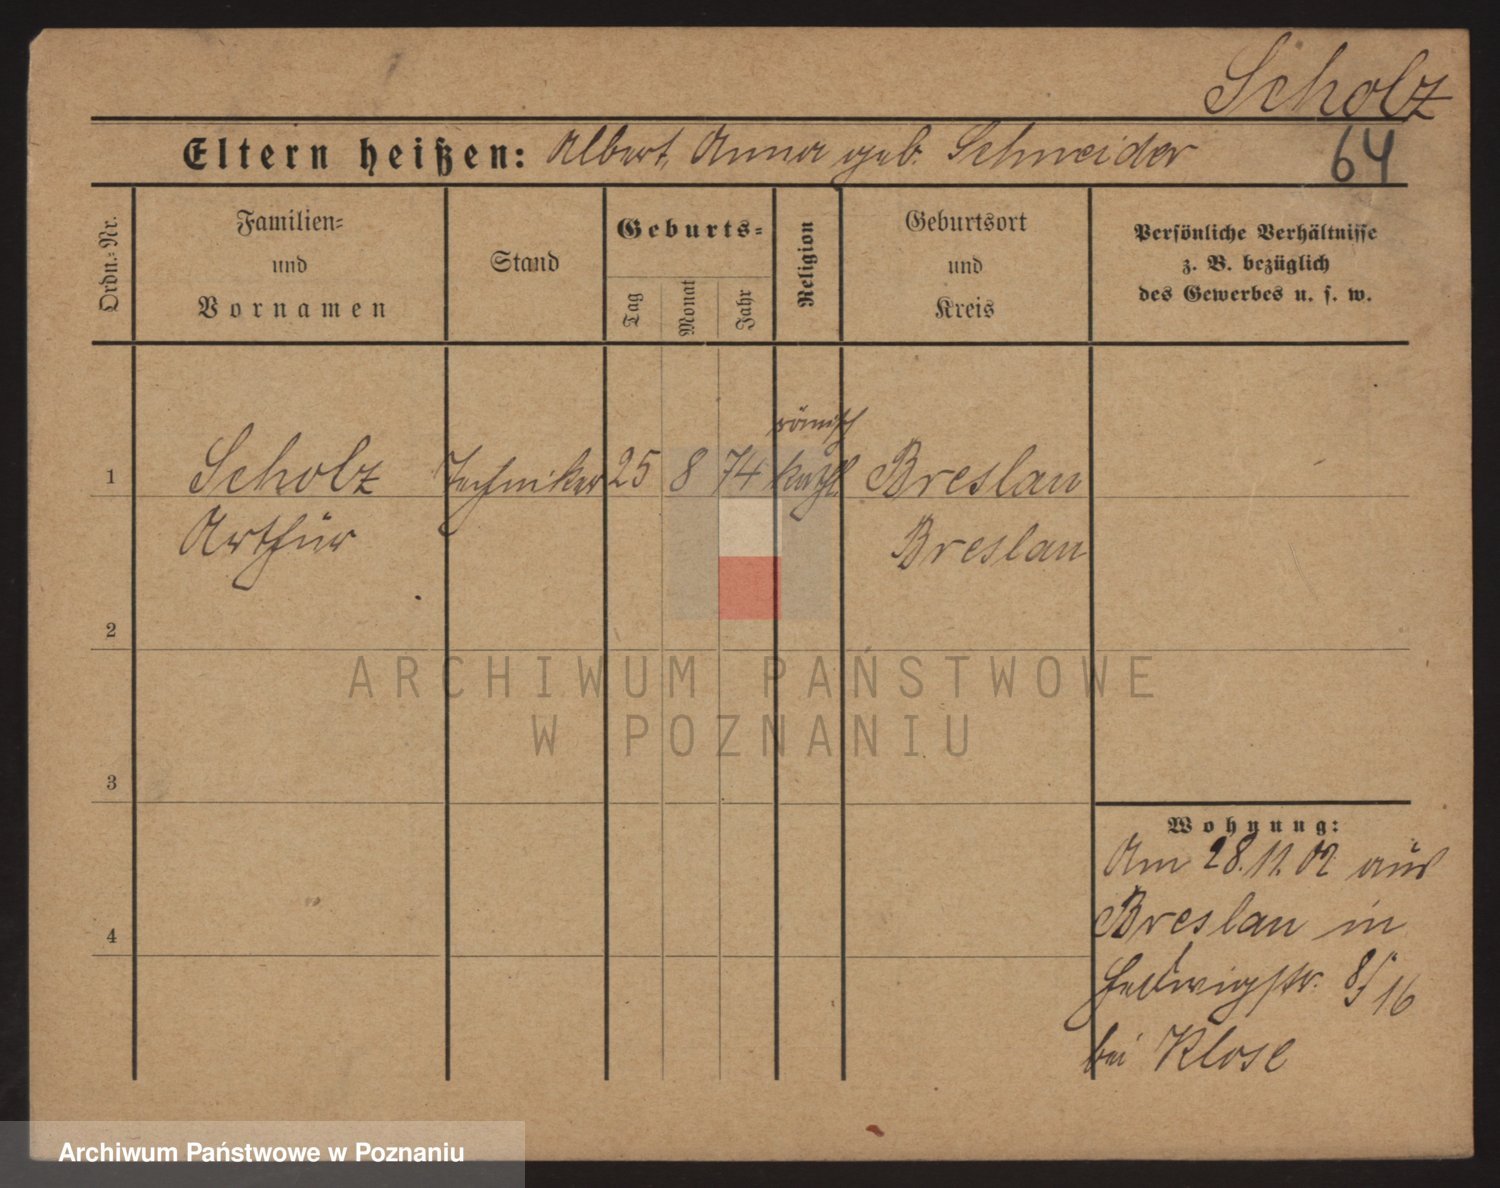 Scholz
Eltern heißen: Albert, Anna geb. Schneider
64
Ordn.-Nr.
Familien=
und
Vornamen
Stand
Geburts=
Tag
Monat
Jahr
Religion
Geburtsort
und
Kreis
Persönliche Verhältnisse
z. B. bezüglich
des Gewerbes u. s. w.
römisch
1 Scholz Techniker 25 8 74 kathl. Breslau
Arthur Breslau
2
ARCHIWUM PAŃSTWOWE
W POZNANIU
3
Wohnung:
Am 28.11.02 aus
Breslau in
4
Hedwigstr. 8/16
bei Klose
Archiwum Państwowe w Poznaniu